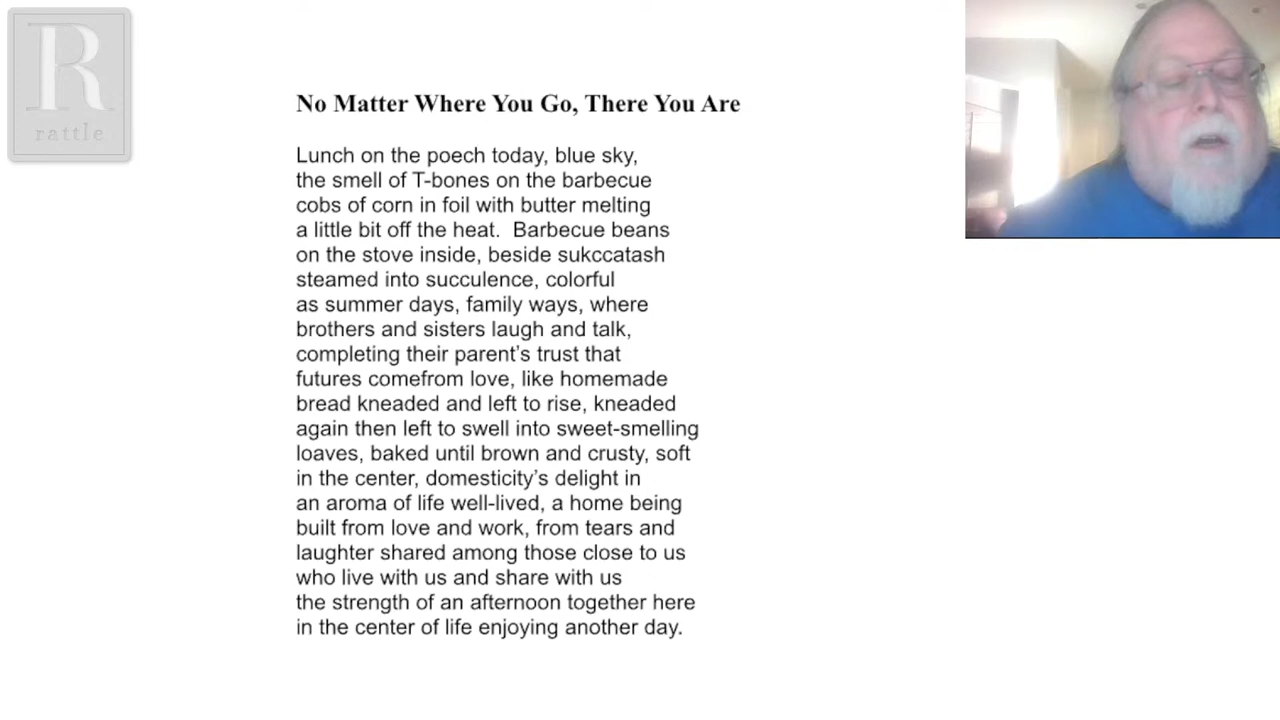 R
rattle
No Matter Where You Go, There You Are
Lunch on the poech today, blue sky,
the smell of T-bones on the barbecue
cobs of corn in foil with butter melting
a little bit off the heat.  Barbecue beans
on the stove inside, beside sukccatash
steamed into succulence, colorful
as summer days, family ways, where
brothers and sisters laugh and talk,
completing their parent’s trust that
futures comefrom love, like homemade
bread kneaded and left to rise, kneaded
again then left to swell into sweet-smelling
loaves, baked until brown and crusty, soft
in the center, domesticity’s delight in
an aroma of life well-lived, a home being
built from love and work, from tears and
laughter shared among those close to us
who live with us and share with us
the strength of an afternoon together here
in the center of life enjoying another day.